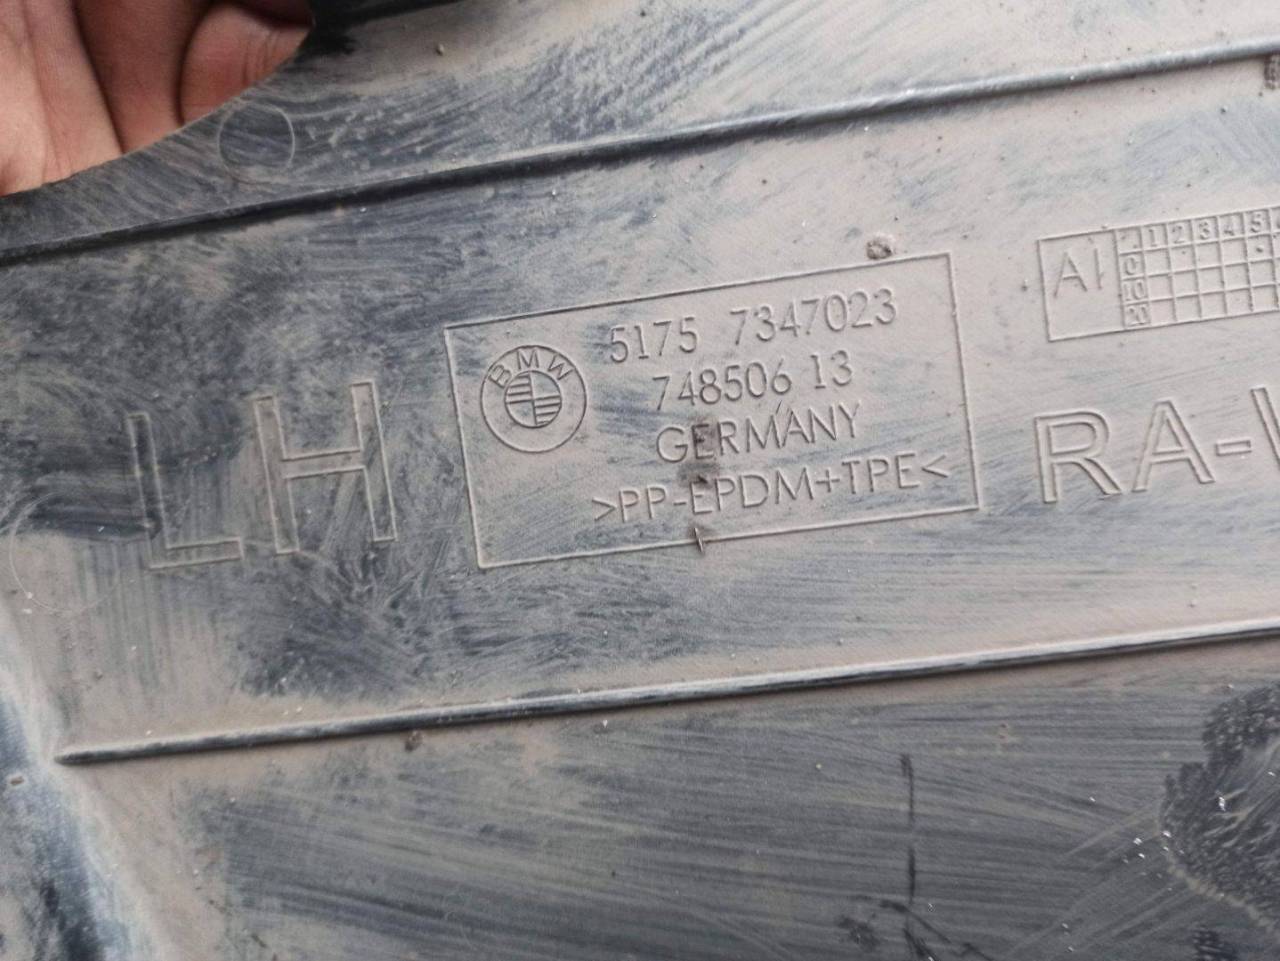 LH
BMW
5175 7347023
748506 13
GERMANY
>PP-EPDM+TPE<
AI
1 2 3 4 5
0
10
20
RA-